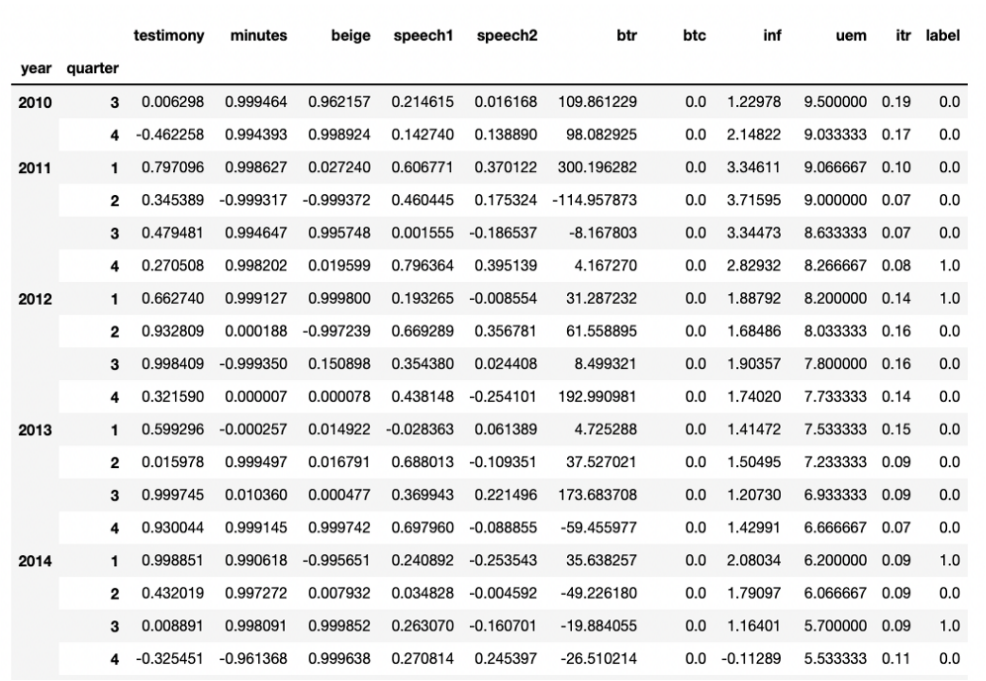 testimony minutes beige speech1 speech2 btr btc inf uem itr label
year quarter
2010 3 0.006298 0.999464 0.962157 0.214615 0.016168 109.861229 0.0 1.22978 9.500000 0.19 0.0
4 -0.462258 0.994393 0.998924 0.142740 0.138890 98.082925 0.0 2.14822 9.033333 0.17 0.0
2011 1 0.797096 0.998627 0.027240 0.606771 0.370122 300.196282 0.0 3.34611 9.066667 0.10 0.0
2 0.345389 -0.999317 -0.999372 0.460445 0.175324 -114.957873 0.0 3.71595 9.000000 0.07 0.0
3 0.479481 0.994647 0.995748 0.001555 -0.186537 -8.167803 0.0 3.34473 8.633333 0.07 0.0
4 0.270508 0.998202 0.019599 0.796364 0.395139 4.167270 0.0 2.82932 8.266667 0.08 1.0
2012 1 0.662740 0.999127 0.999800 0.193265 -0.008554 31.287232 0.0 1.88792 8.200000 0.14 1.0
2 0.932809 0.000188 -0.997239 0.669289 0.356781 61.558895 0.0 1.68486 8.033333 0.16 0.0
3 0.998409 -0.999350 0.150898 0.354380 0.024408 8.499321 0.0 1.90357 7.800000 0.16 0.0
4 0.321590 0.000007 0.000078 0.438148 -0.254101 192.990981 0.0 1.74020 7.733333 0.14 0.0
2013 1 0.599296 -0.000257 0.014922 -0.028363 0.061389 4.725288 0.0 1.41472 7.533333 0.15 0.0
2 0.015978 0.999497 0.016791 0.688013 -0.109351 37.527021 0.0 1.50495 7.233333 0.09 0.0
3 0.999745 0.010360 0.000477 0.369943 0.221496 173.683708 0.0 1.20730 6.933333 0.09 0.0
4 0.930044 0.999145 0.999742 0.697960 -0.088855 -59.455977 0.0 1.42991 6.666667 0.07 0.0
2014 1 0.998851 0.990618 -0.995651 0.240892 -0.253543 35.638257 0.0 2.08034 6.200000 0.09 1.0
2 0.432019 0.997272 0.007932 0.034828 -0.004592 -49.226180 0.0 1.79097 6.066667 0.09 0.0
3 0.008891 0.998091 0.999852 0.263070 -0.160701 -19.884055 0.0 1.16401 5.700000 0.09 1.0
4 -0.325451 -0.961368 0.999638 0.270814 0.245397 -26.510214 0.0 -0.11289 5.533333 0.11 0.0